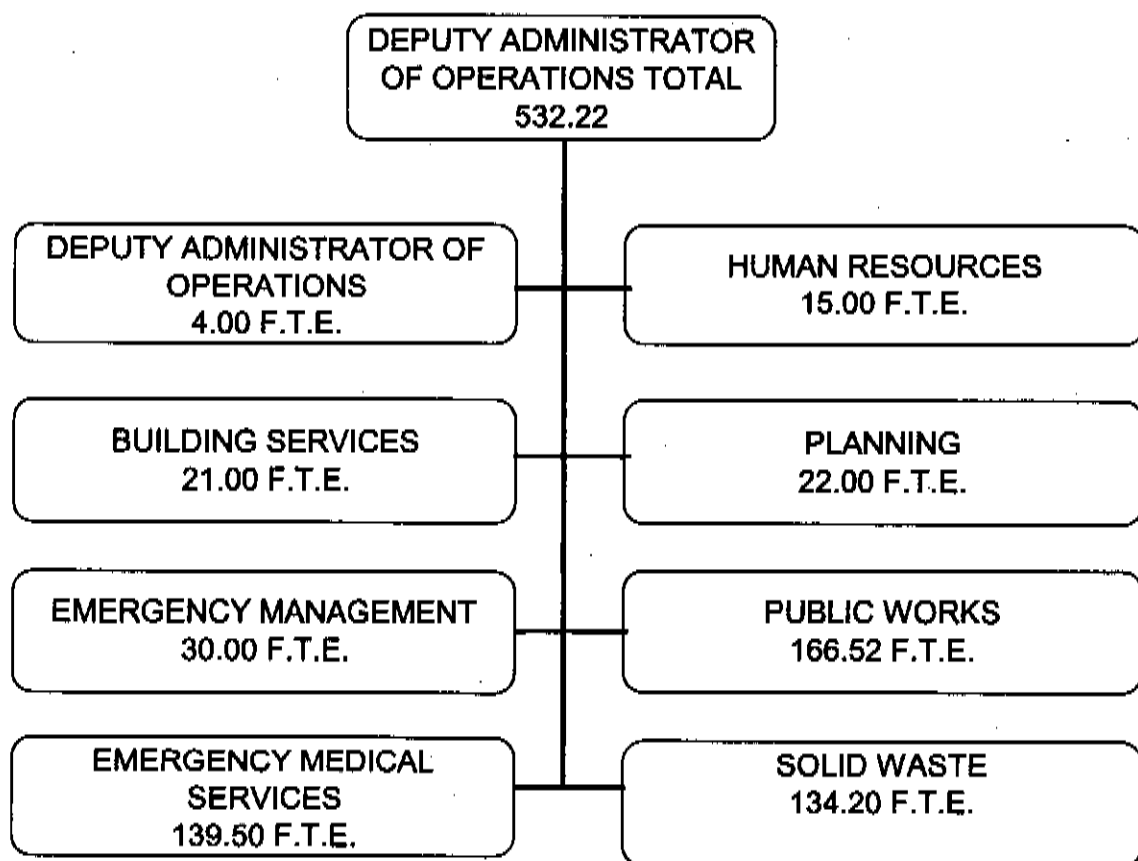 DEPUTY ADMINISTRATOR
OF OPERATIONS TOTAL
532.22
DEPUTY ADMINISTRATOR OF
OPERATIONS
4.00 F.T.E.
HUMAN RESOURCES
15.00 F.T.E.
BUILDING SERVICES
21.00 F.T.E.
PLANNING
22.00 F.T.E.
EMERGENCY MANAGEMENT
30.00 F.T.E.
PUBLIC WORKS
166.52 F.T.E.
EMERGENCY MEDICAL
SERVICES
139.50 F.T.E.
SOLID WASTE
134.20 F.T.E.